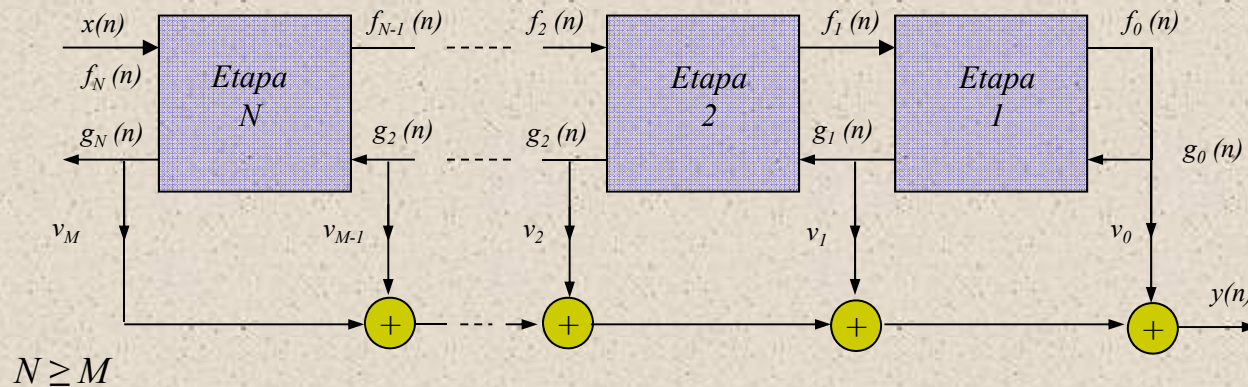 x(n) f_{N-1} (n) f_2 (n) f_1 (n) f_0 (n)
f_N (n)
Etapa N
Etapa 2
Etapa 1
g_N (n) g_2 (n) g_2 (n) g_1 (n) g_0 (n)
v_M v_{M-1} v_2 v_1 v_0
y(n)
+ + + +
N ≥ M